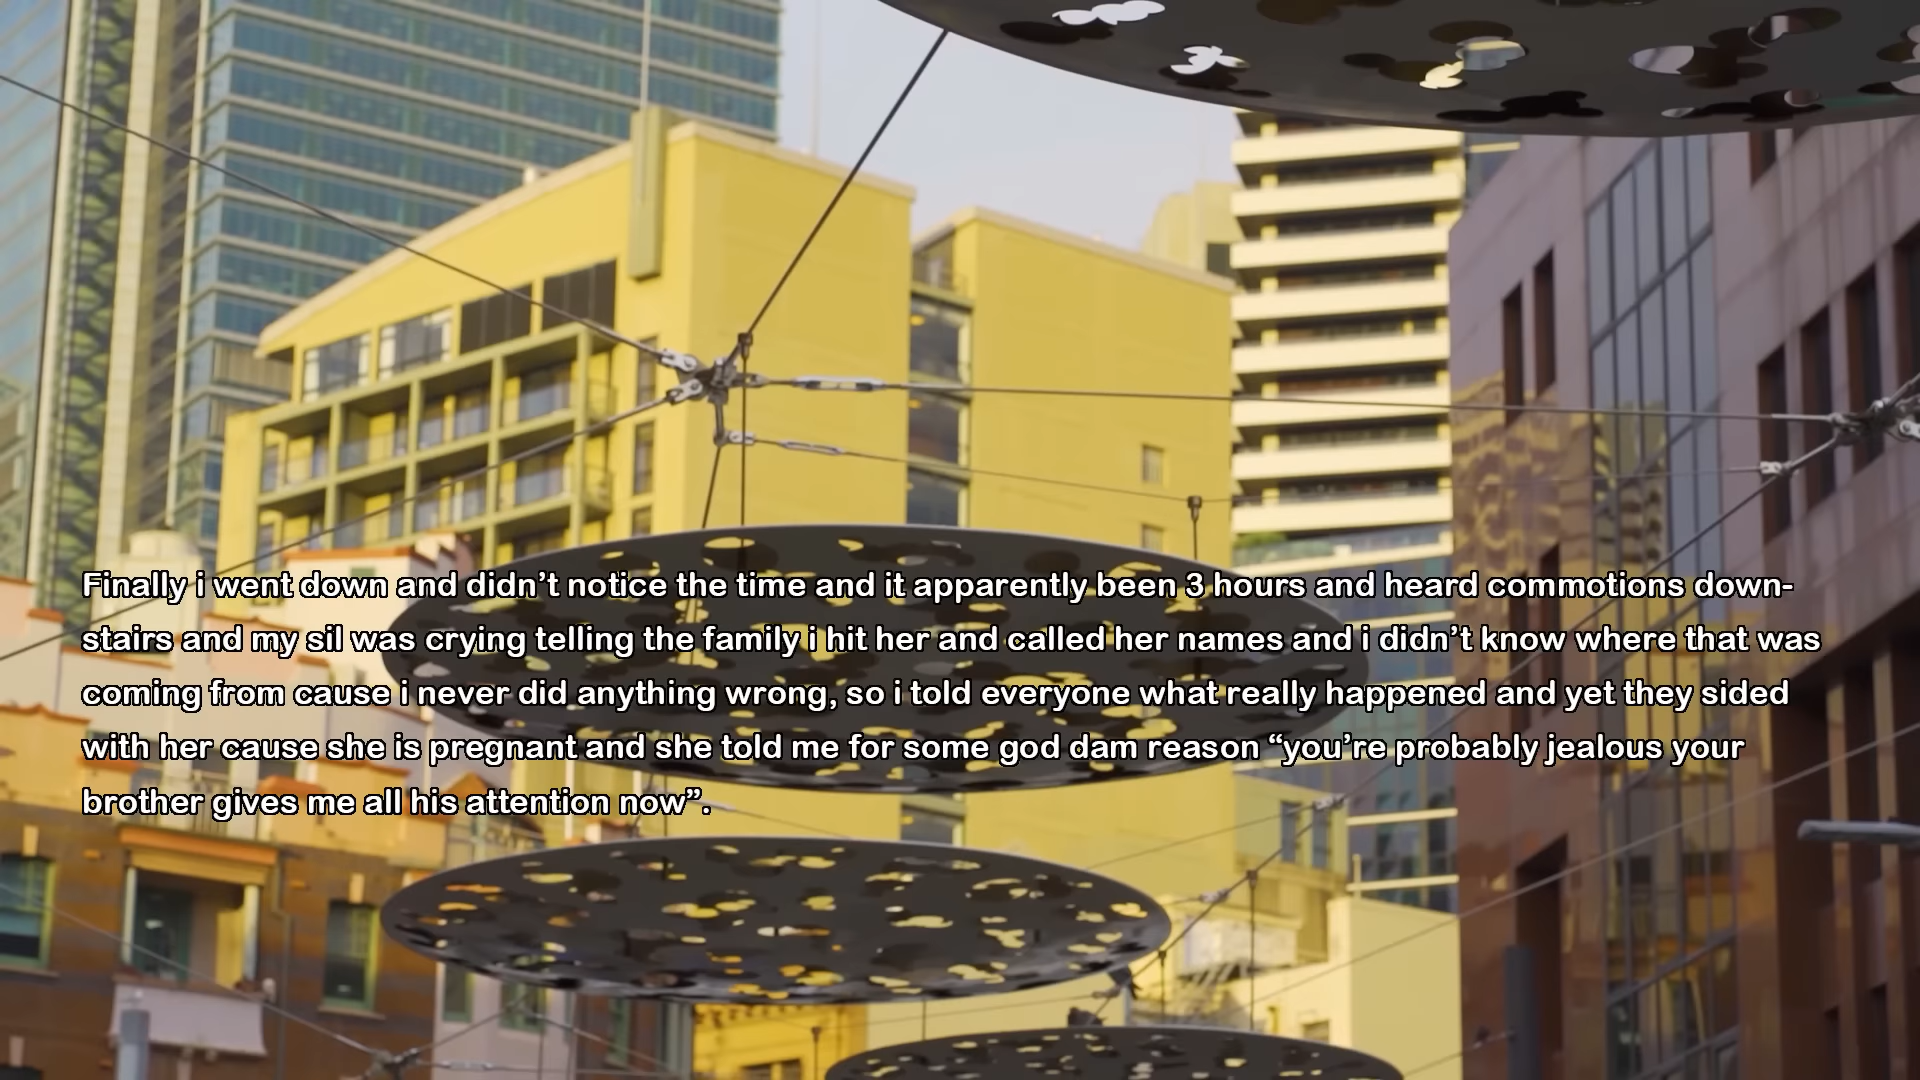 Finally i went down and didn’t notice the time and it apparently been 3 hours and heard commotions down-
stairs and my sil was crying telling the family i hit her and called her names and i didn’t know where that was
coming from cause i never did anything wrong, so i told everyone what really happened and yet they sided
with her cause she is pregnant and she told me for some god dam reason “you’re probably jealous your
brother gives me all his attention now”.